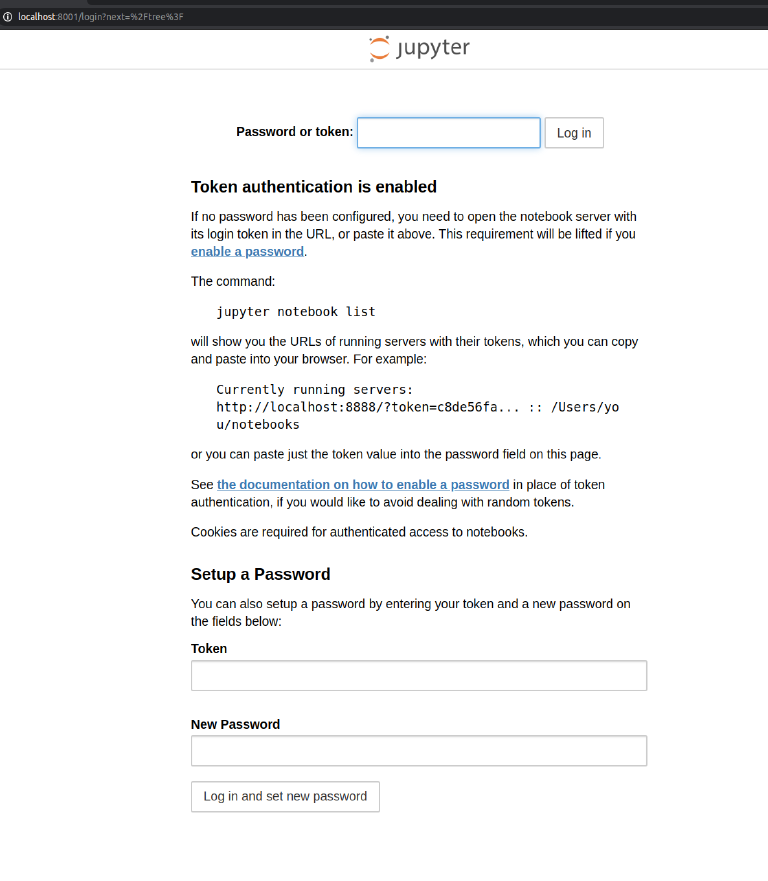 localhost:8001/login?next=%2Ftree%3F
jupyter
Password or token:
Log in
Token authentication is enabled
If no password has been configured, you need to open the notebook server with
its login token in the URL, or paste it above. This requirement will be lifted if you
enable a password.
The command:
jupyter notebook list
will show you the URLs of running servers with their tokens, which you can copy
and paste into your browser. For example:
Currently running servers:
http://localhost:8888/?token=c8de56fa... :: /Users/yo
u/notebooks
or you can paste just the token value into the password field on this page.
See the documentation on how to enable a password in place of token
authentication, if you would like to avoid dealing with random tokens.
Cookies are required for authenticated access to notebooks.
Setup a Password
You can also setup a password by entering your token and a new password on
the fields below:
Token
New Password
Log in and set new password